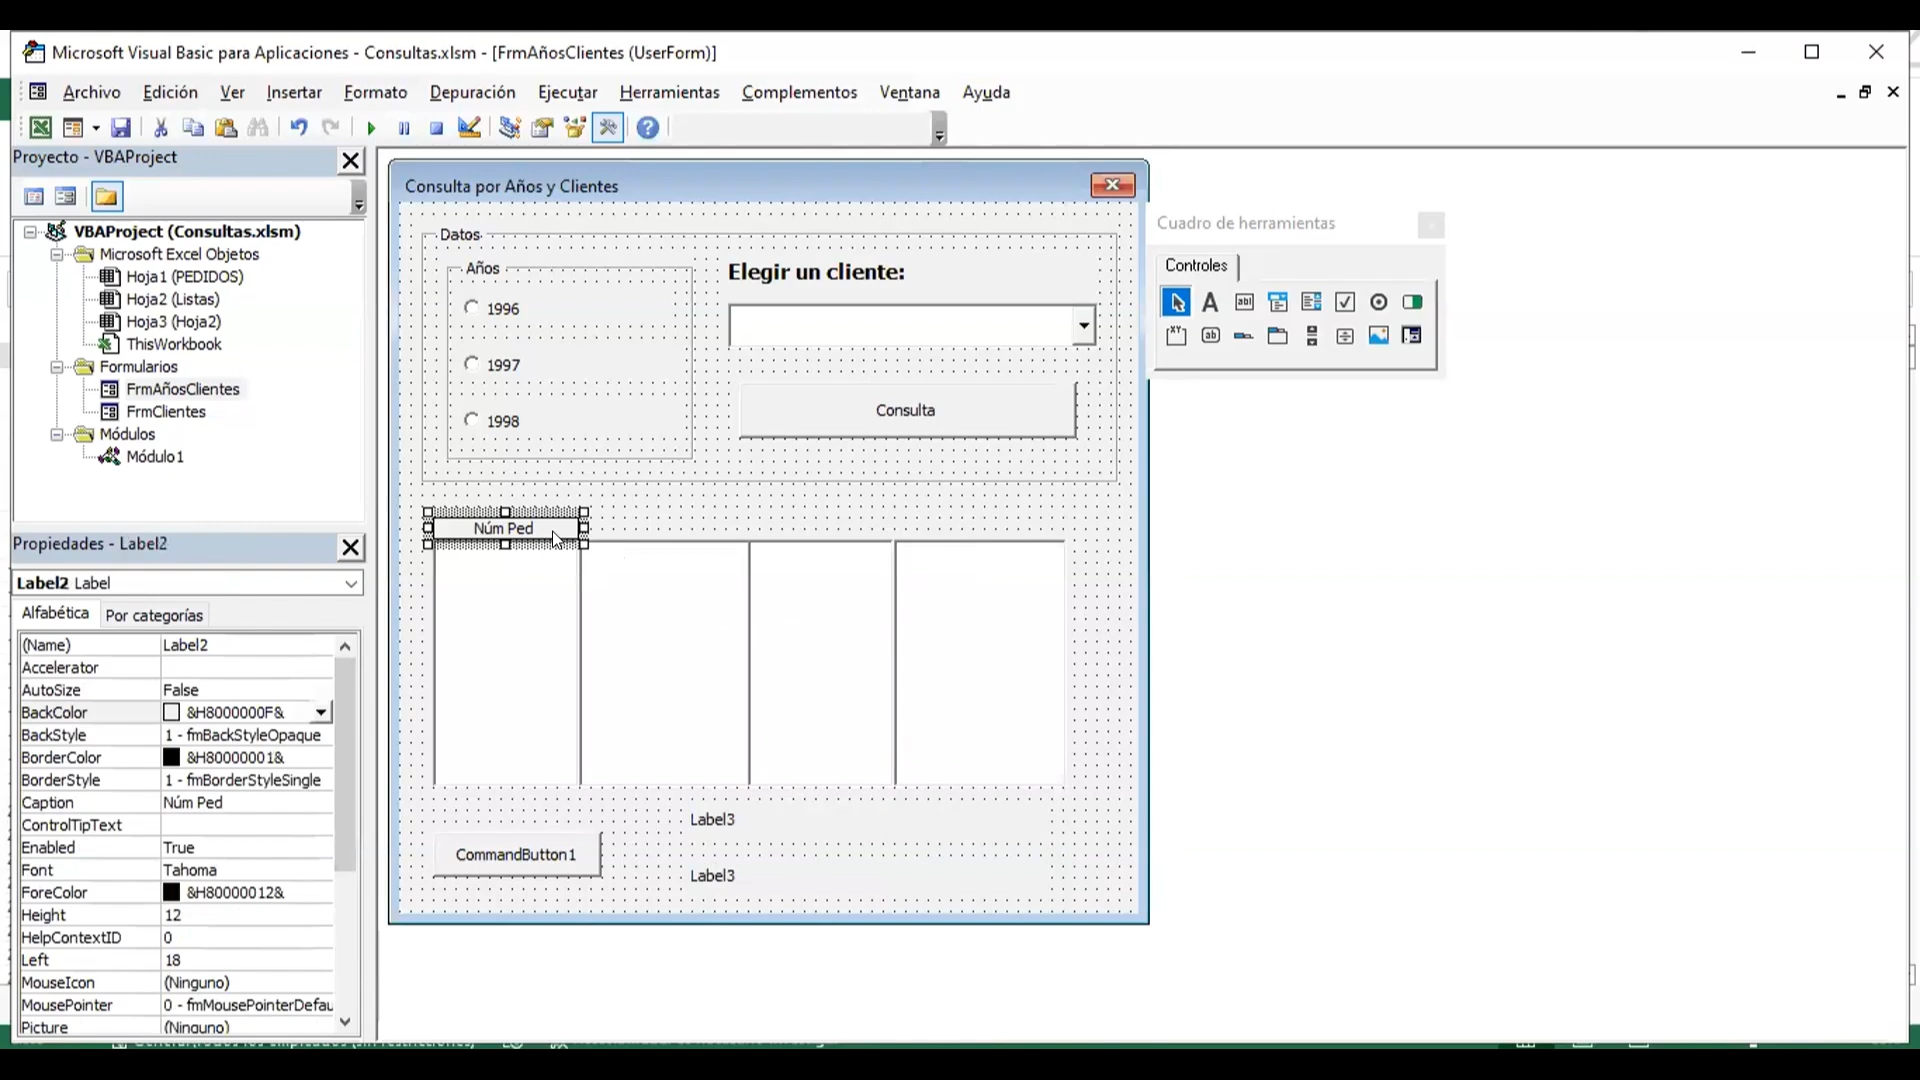 Microsoft Visual Basic para Aplicaciones - Consultas.xlsm - [FrmAñosClientes (UserForm)]
Archivo Edición Ver Insertar Formato Depuración Ejecutar Herramientas Complementos Ventana Ayuda
Proyecto - VBAProject
VBAProject (Consultas.xlsm)
Microsoft Excel Objetos
Hoja1 (PEDIDOS)
Hoja2 (Listas)
Hoja3 (Hoja2)
ThisWorkbook
Formularios
FrmAñosClientes
FrmClientes
Módulos
Módulo1
Propiedades - Label2
Label2 Label
Alfabética Por categorías
(Name) Label2
Accelerator
AutoSize False
BackColor &H8000000F&
BackStyle 1 - fmBackStyleOpaque
BorderColor &H80000001&
BorderStyle 1 - fmBorderStyleSingle
Caption Núm Ped
ControlTipText
Enabled True
Font Tahoma
ForeColor &H80000012&
Height 12
HelpContextID 0
Left 18
MouseIcon (Ninguno)
MousePointer 0 - fmMousePointerDefau
Picture (Ninguno)
Consulta por Años y Clientes
Datos
Años
1996
1997
1998
Elegir un cliente:
Consulta
Núm Ped
Label3
CommandButton1
Label3
Cuadro de herramientas
Controles